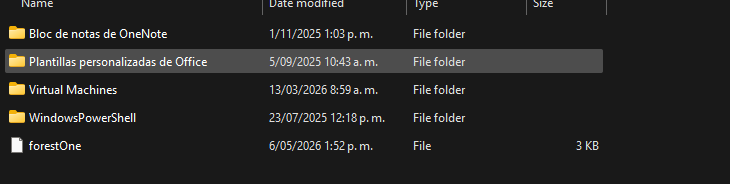 Name Date modified Type Size
Bloc de notas de OneNote 1/11/2025 1:03 p. m. File folder
Plantillas personalizadas de Office 5/09/2025 10:43 a. m. File folder
Virtual Machines 13/03/2026 8:59 a. m. File folder
WindowsPowerShell 23/07/2025 12:18 p. m. File folder
forestOne 6/05/2026 1:52 p. m. File 3 KB